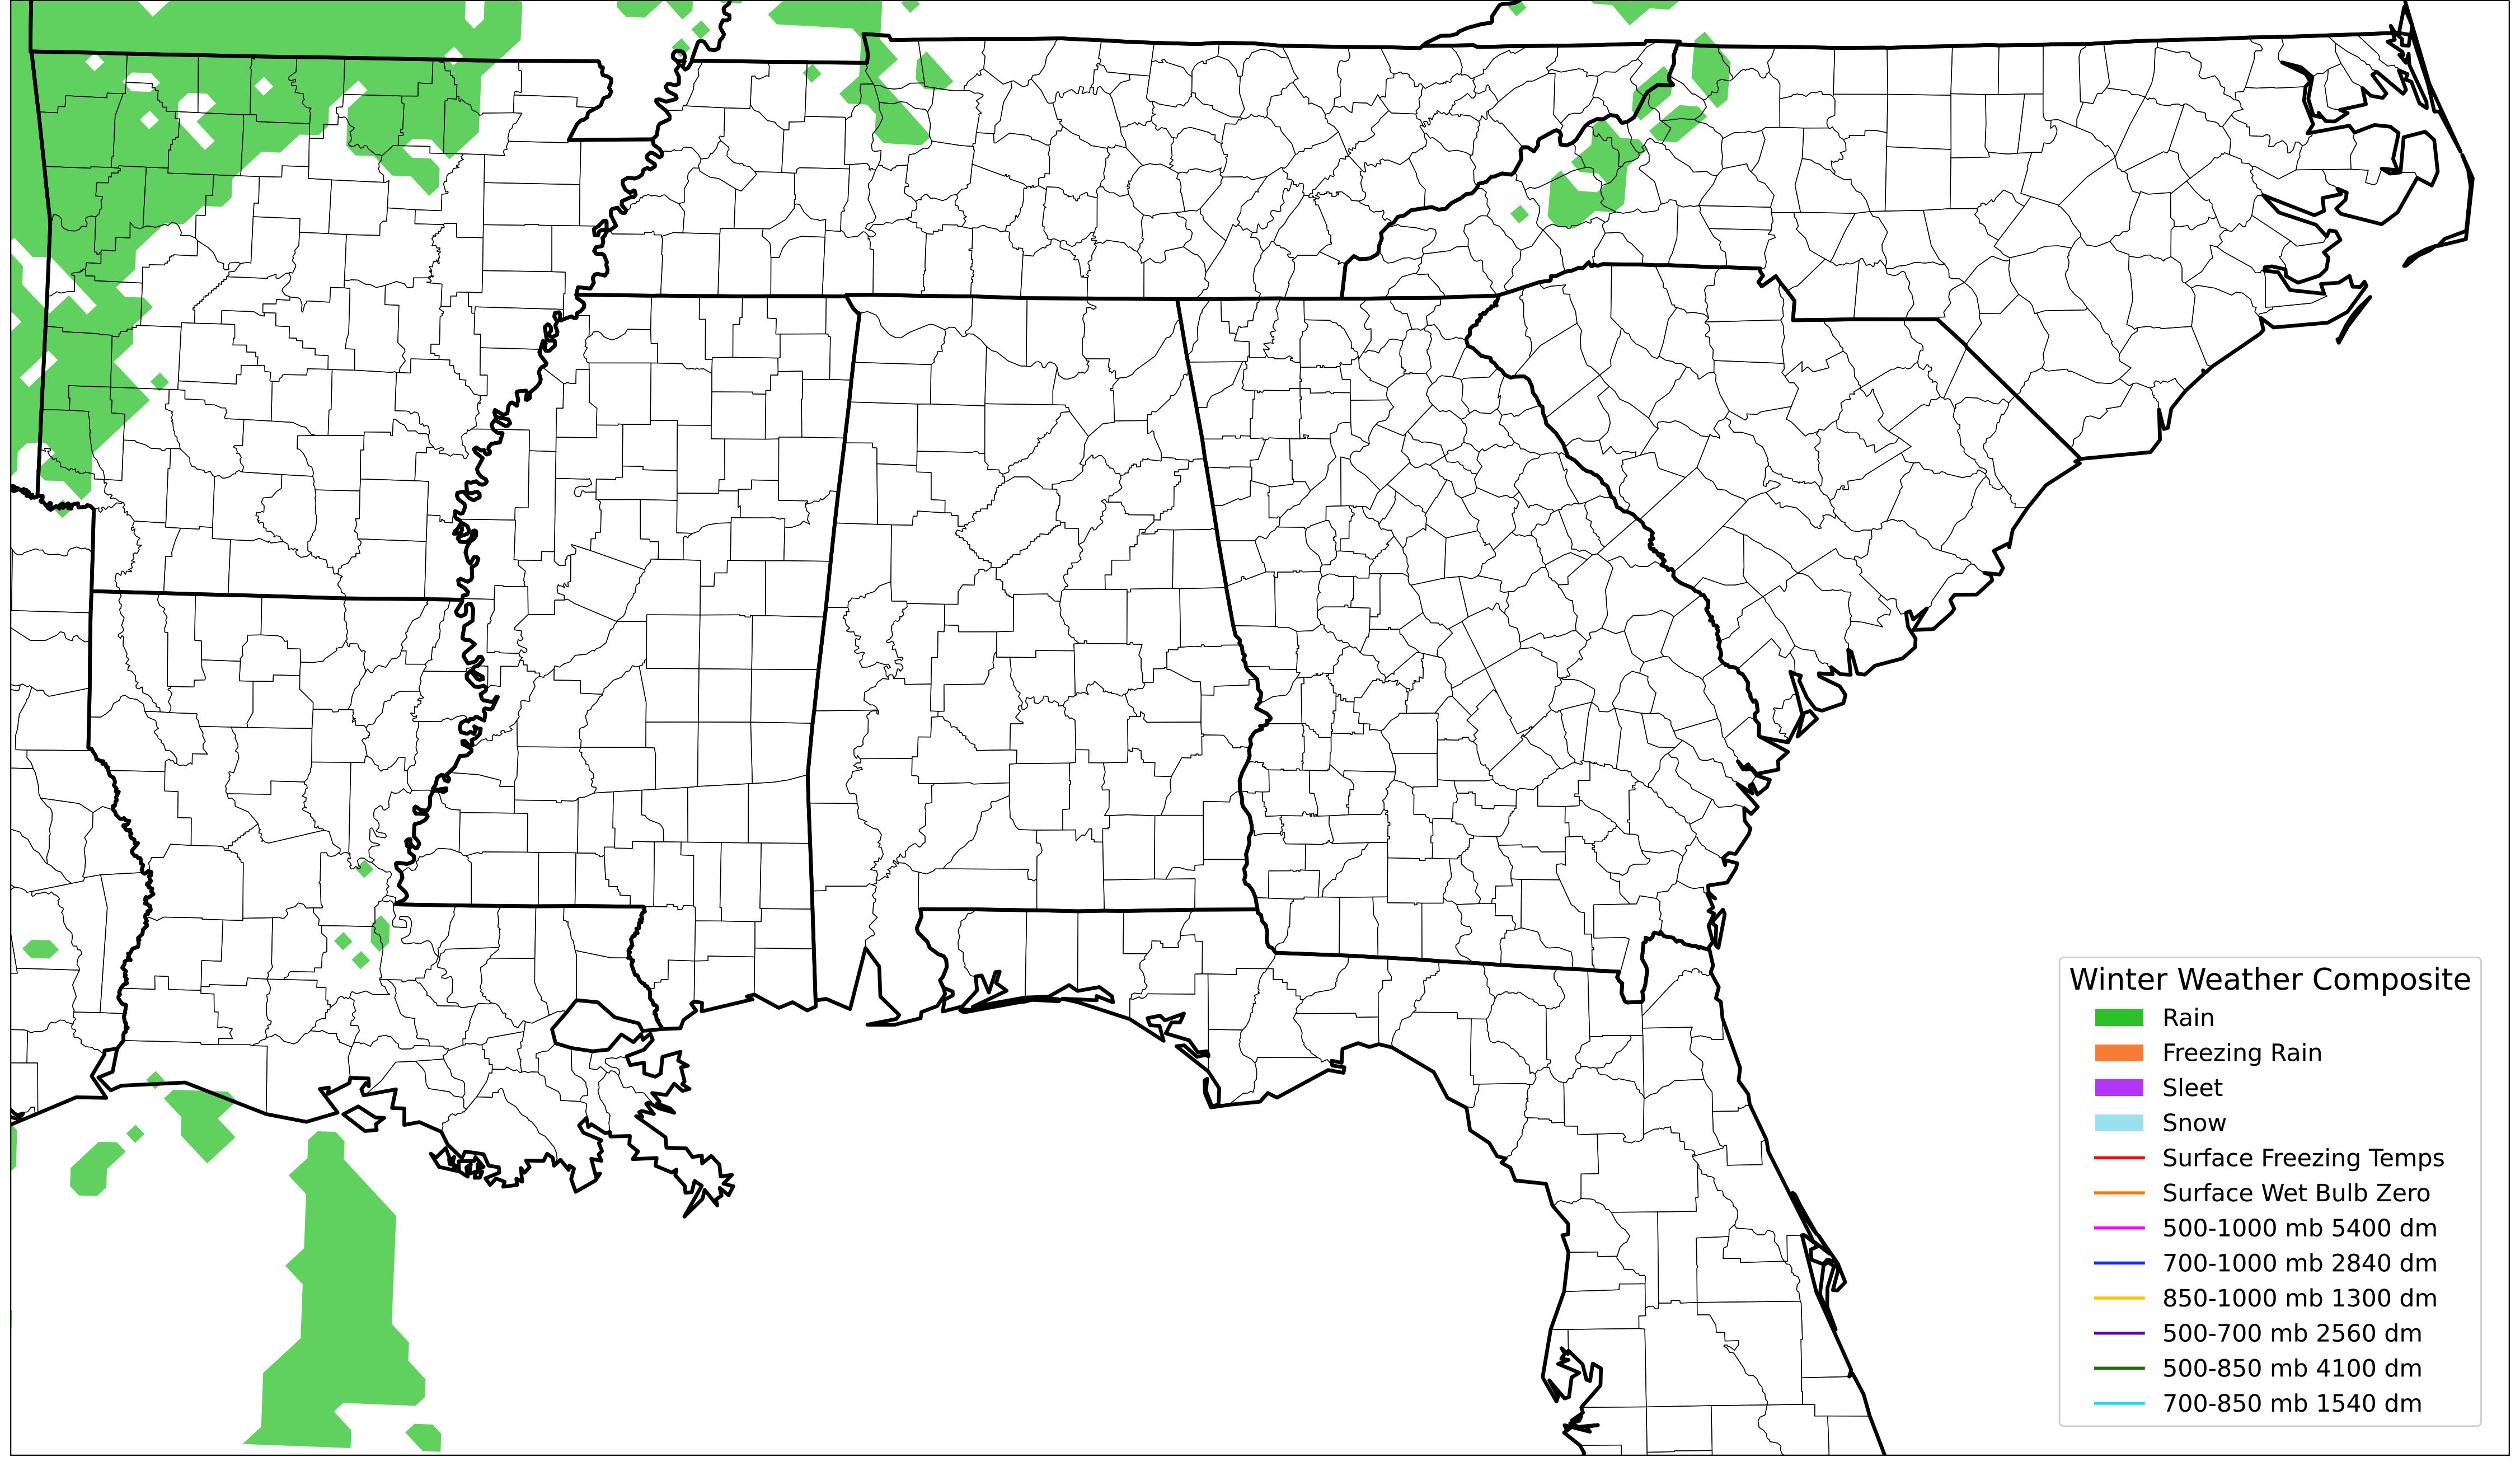 Winter Weather Composite
Rain
Freezing Rain
Sleet
Snow
Surface Freezing Temps
Surface Wet Bulb Zero
500-1000 mb 5400 dm
700-1000 mb 2840 dm
850-1000 mb 1300 dm
500-700 mb 2560 dm
500-850 mb 4100 dm
700-850 mb 1540 dm